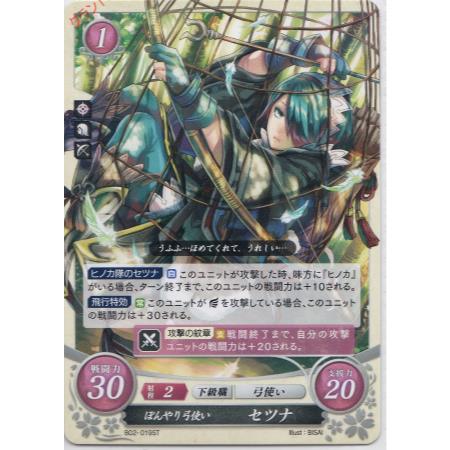 1
うふふ…ほめてくれて、うれしい…
ヒノカ隊のセツナ 自 このユニットが攻撃した時、味方に『ヒノカ』
がいる場合、ターン終了まで、このユニットの戦闘力は+10される。
飛行特効 常 このユニットが を攻撃している場合、このユニット
の戦闘力は+30される。
攻撃の紋章 支 戦闘終了まで、自分の攻撃
ユニットの戦闘力は+20される。
戦闘力
30
射程 2 下級職 弓使い
支援力
20
ぼんやり弓使い セツナ
B02-019ST
Illust：BISAI